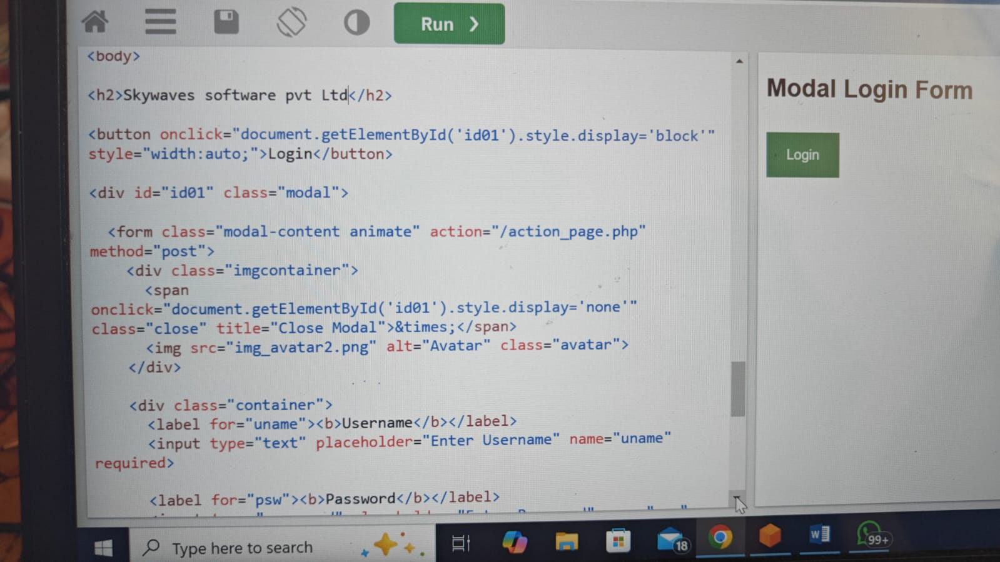 Run ❯
<body>
<h2>Skywaves software pvt Ltd</h2>
<button onclick="document.getElementById('id01').style.display='block'"
style="width:auto;">Login</button>
<div id="id01" class="modal">
<form class="modal-content animate" action="/action_page.php"
method="post">
<div class="imgcontainer">
<span
onclick="document.getElementById('id01').style.display='none'"
class="close" title="Close Modal">&times;</span>
<img src="img_avatar2.png" alt="Avatar" class="avatar">
</div>
<div class="container">
<label for="uname"><b>Username</b></label>
<input type="text" placeholder="Enter Username" name="uname"
required>
<label for="psw"><b>Password</b></label>
Modal Login Form
Login
Type here to search
18
W
99+